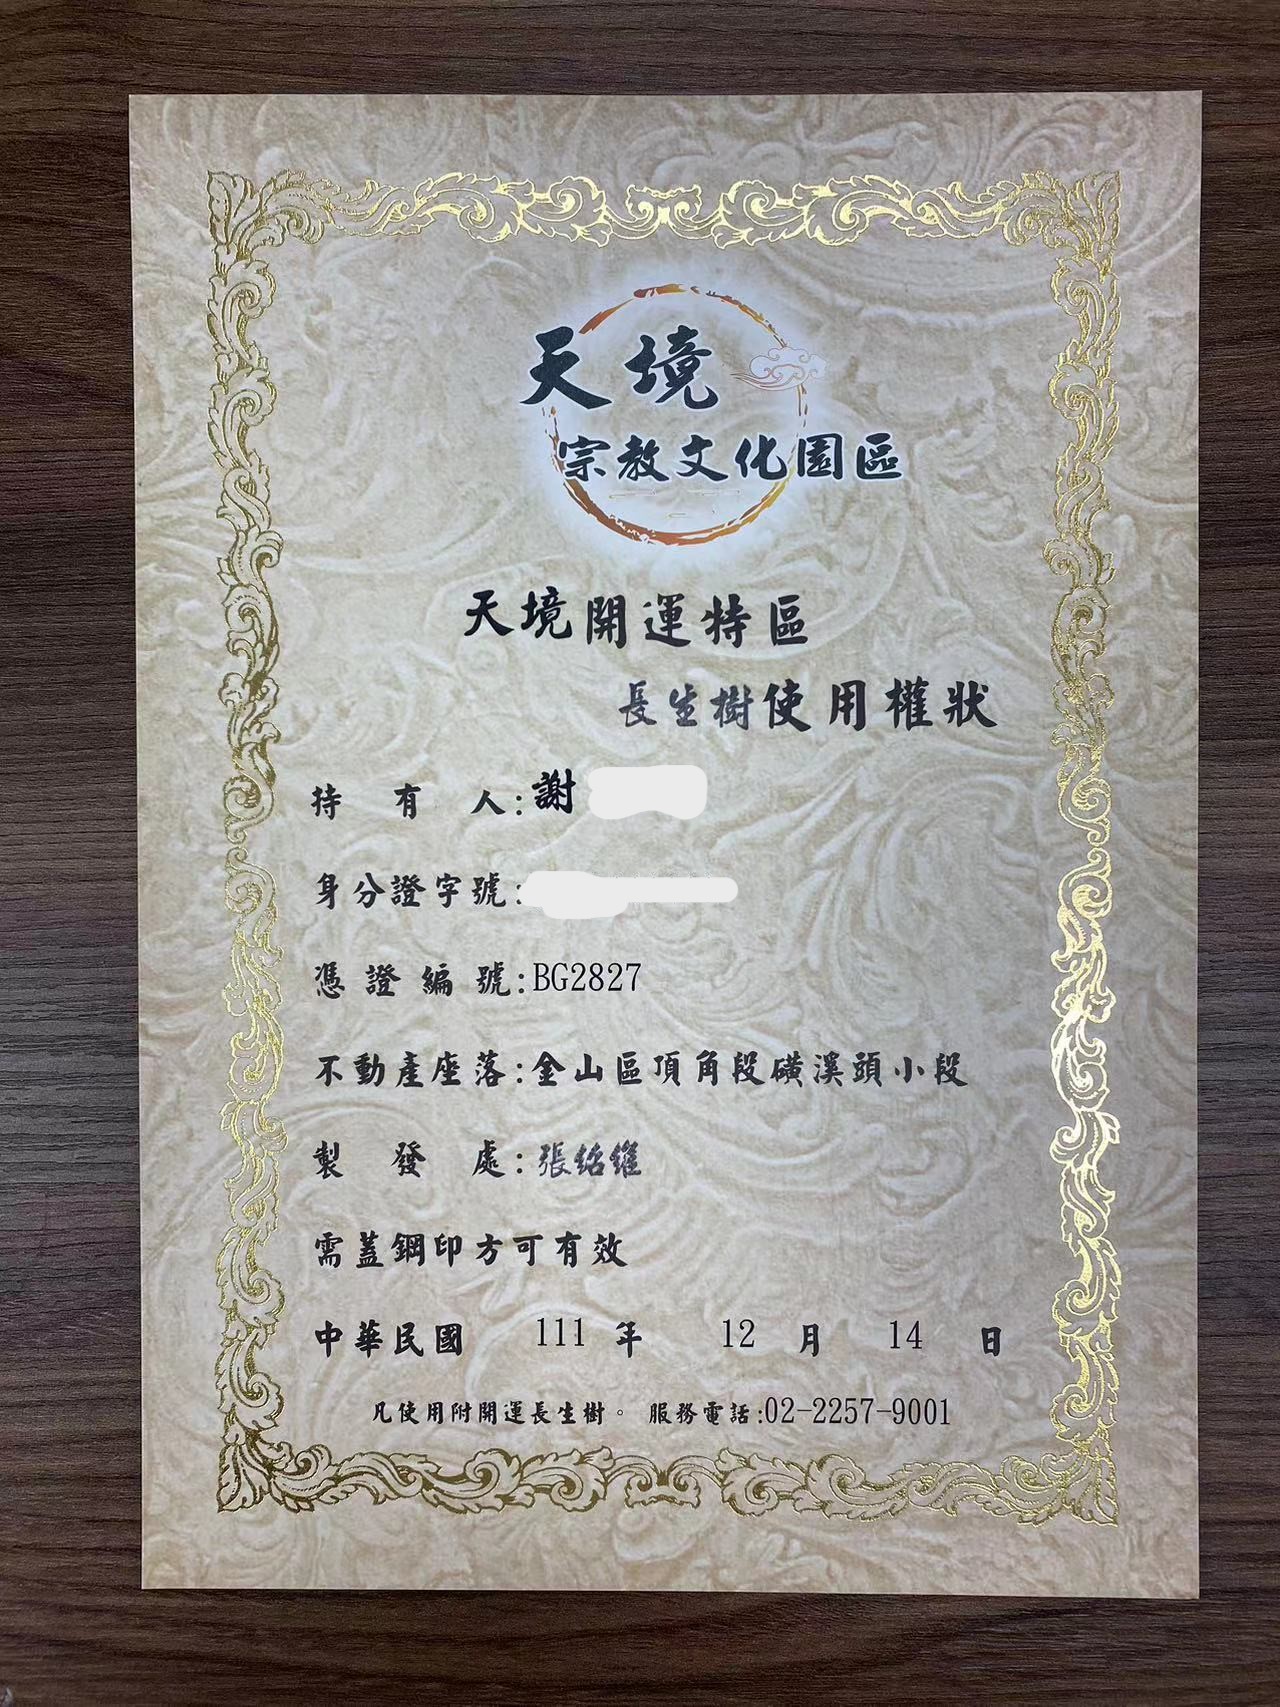 天境
宗教文化園區
天境開運特區
長生樹使用權狀
持有人:謝
身分證字號:
憑證編號:BG2827
不動產座落:金山區頂角段磺溪頭小段
製發處:張紹維
需蓋鋼印方可有效
中華民國 111 年 12 月 14 日
凡使用附開運長生樹。 服務電話:02-2257-9001